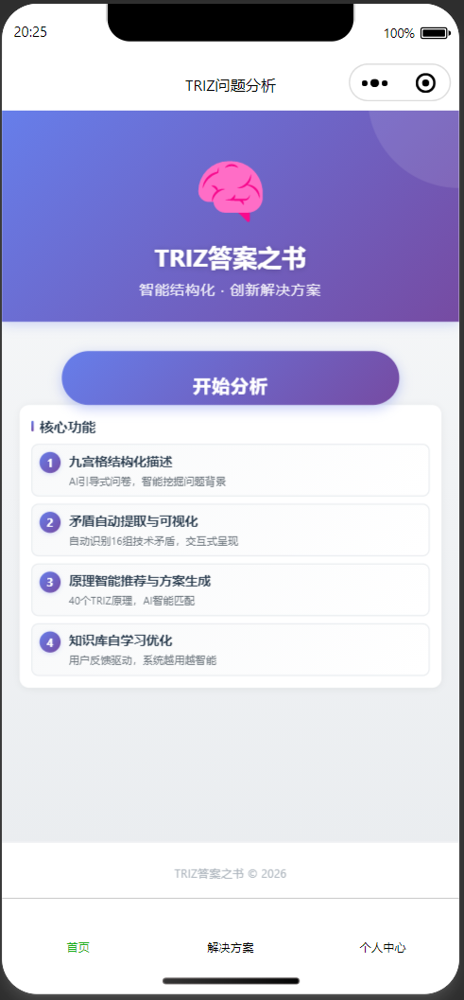 20:25
100%
TRIZ问题分析
TRIZ答案之书
智能结构化 · 创新解决方案
开始分析
核心功能
1 九宫格结构化描述
AI引导式问卷，智能挖掘问题背景
2 矛盾自动提取与可视化
自动识别16组技术矛盾，交互式呈现
3 原理智能推荐与方案生成
40个TRIZ原理，AI智能匹配
4 知识库自学习优化
用户反馈驱动，系统越用越智能
TRIZ答案之书 © 2026
首页 解决方案 个人中心